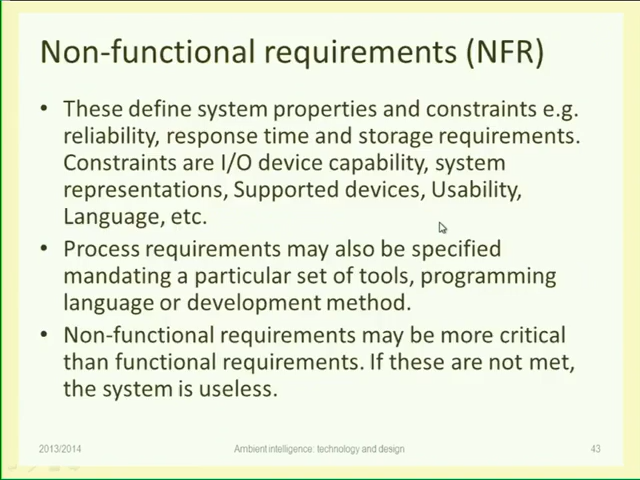 Non-functional requirements (NFR)
• These define system properties and constraints e.g.
reliability, response time and storage requirements.
Constraints are I/O device capability, system
representations, Supported devices, Usability,
Language, etc.
• Process requirements may also be specified
mandating a particular set of tools, programming
language or development method.
• Non-functional requirements may be more critical
than functional requirements. If these are not met,
the system is useless.
2013/2014
Ambient intelligence: technology and design
43